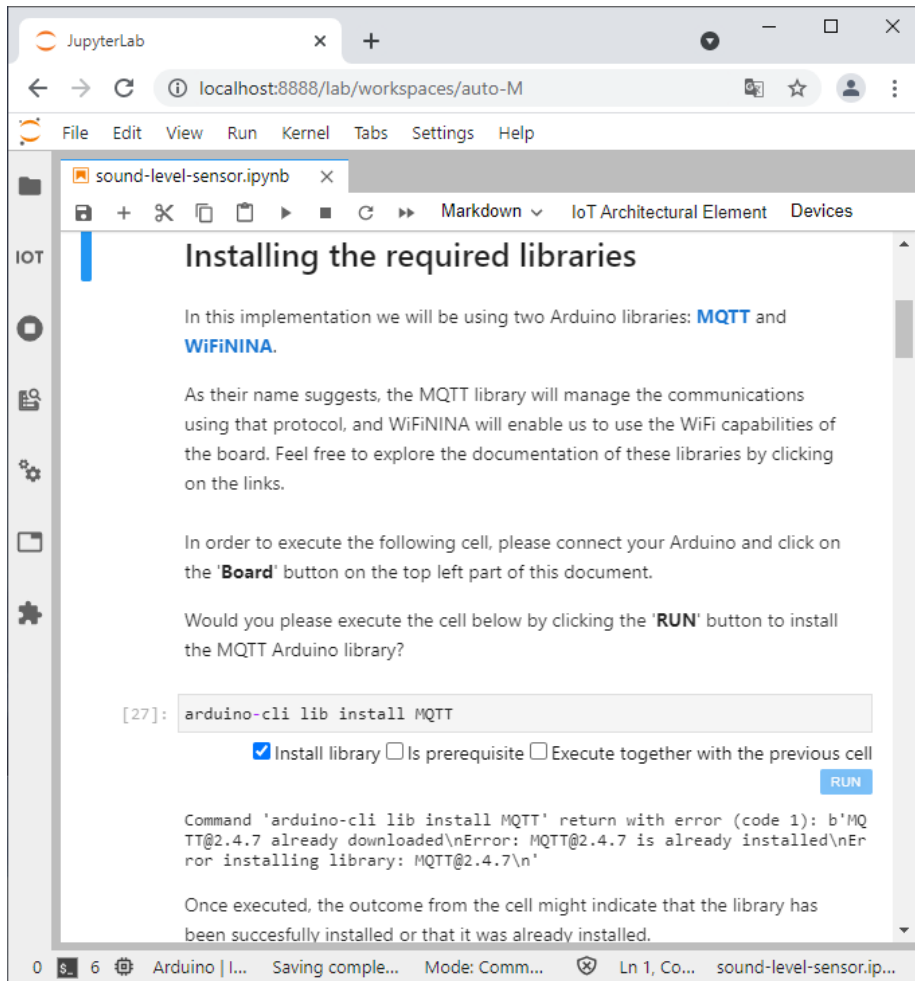 JupyterLab
localhost:8888/lab/workspaces/auto-M
File Edit View Run Kernel Tabs Settings Help
sound-level-sensor.ipynb
Markdown IoT Architectural Element Devices
IOT
Installing the required libraries
In this implementation we will be using two Arduino libraries: MQTT and
WiFiNINA.
As their name suggests, the MQTT library will manage the communications
using that protocol, and WiFiNINA will enable us to use the WiFi capabilities of
the board. Feel free to explore the documentation of these libraries by clicking
on the links.
In order to execute the following cell, please connect your Arduino and click on
the 'Board' button on the top left part of this document.
Would you please execute the cell below by clicking the 'RUN' button to install
the MQTT Arduino library?
[27]: arduino-cli lib install MQTT
Install library Is prerequisite Execute together with the previous cell
RUN
Command 'arduino-cli lib install MQTT' return with error (code 1): b'MQ
TT@2.4.7 already downloaded\nError: MQTT@2.4.7 is already installed\nEr
ror installing library: MQTT@2.4.7\n'
Once executed, the outcome from the cell might indicate that the library has
been succesfully installed or that it was already installed.
0 $_ 6 Arduino | I... Saving comple... Mode: Comm... Ln 1, Co... sound-level-sensor.ip...